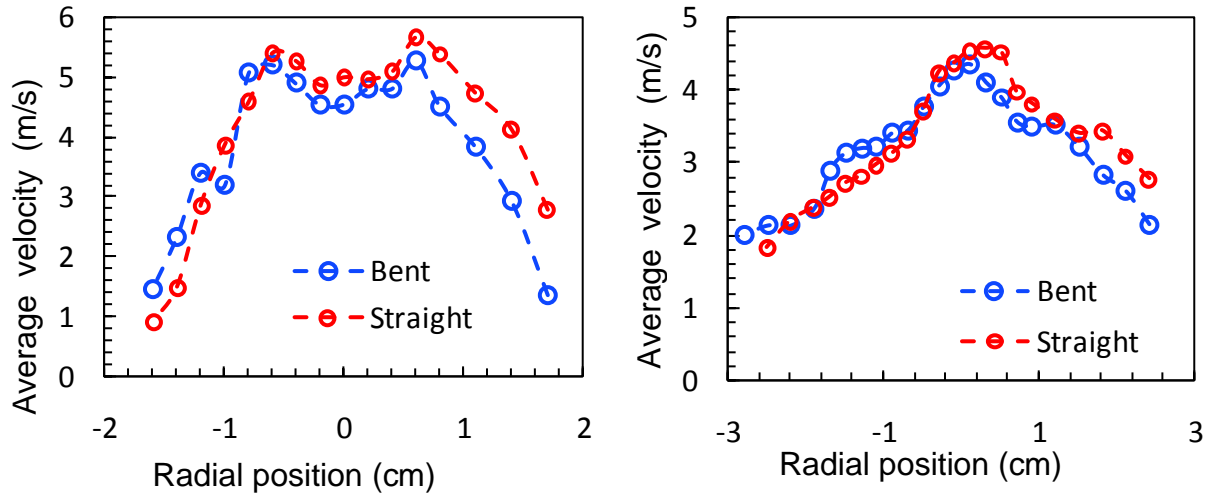 Average velocity (m/s)
6
5
4
3
2
1
0
Bent
Straight
-2
-1
0
1
2
Radial position (cm)
Average velocity (m/s)
5
4
3
2
1
0
Bent
Straight
-3
-1
1
3
Radial position (cm)